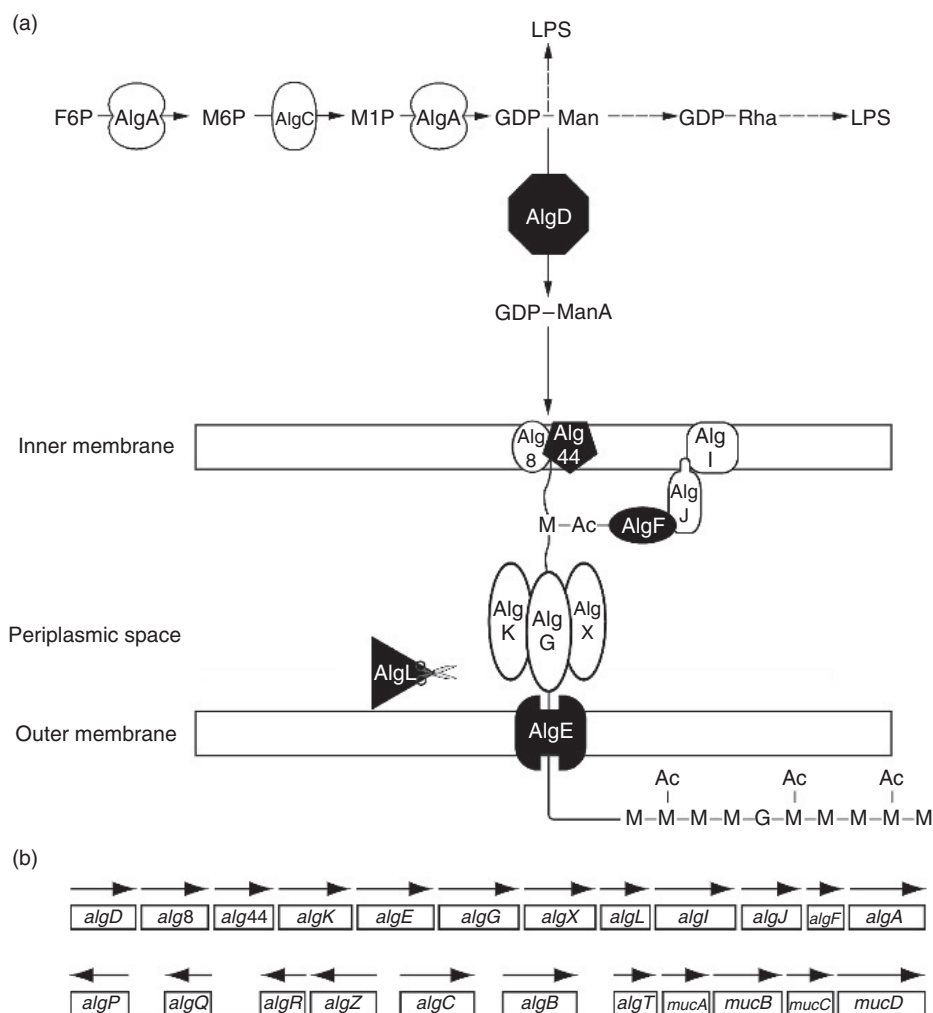 (a)
LPS
F6P AlgA M6P AlgC M1P AlgA GDP–Man GDP–Rha LPS
AlgD
GDP–ManA
Inner membrane
Alg 8
Alg 44
Alg I
Alg J
M–Ac AlgF
Periplasmic space
Alg K
Alg G
Alg X
AlgL
Outer membrane
AlgE
Ac Ac Ac
M–M–M–M–G–M–M–M–M–M
(b)
algD alg8 alg44 algK algE algG algX algL algI algJ algF algA
algP algQ algR algZ algC algB algT mucA mucB mucC mucD